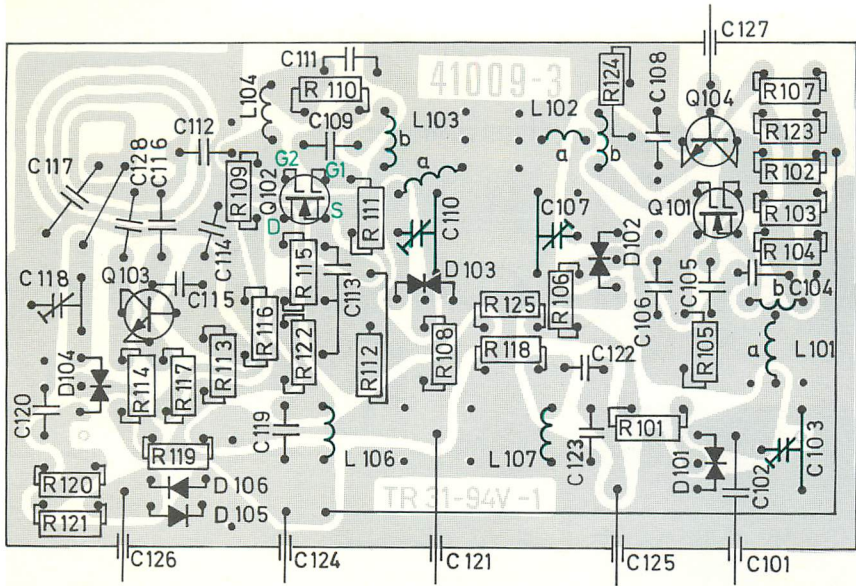 C127
C111
41009-3
R124
C108
R 110
L104
Q104
R107
C109
L103
b
L102
a
b
R123
C112
C128
C116
C117
R109
Q102
G2
G1
a
R102
D
S
R111
C110
C107
D102
Q101
R103
C114
R104
C 118
Q103
C115
R115
C113
D103
R106
C106
C105
b
C104
R116
R125
D104
R114
R117
R113
R122
R112
R108
R118
C122
R105
a
L101
C120
C119
R119
L106
L107
C123
R101
D101
C102
C103
R120
D106
R121
D105
TR 31-94V-1
C126
C124
C121
C125
C101